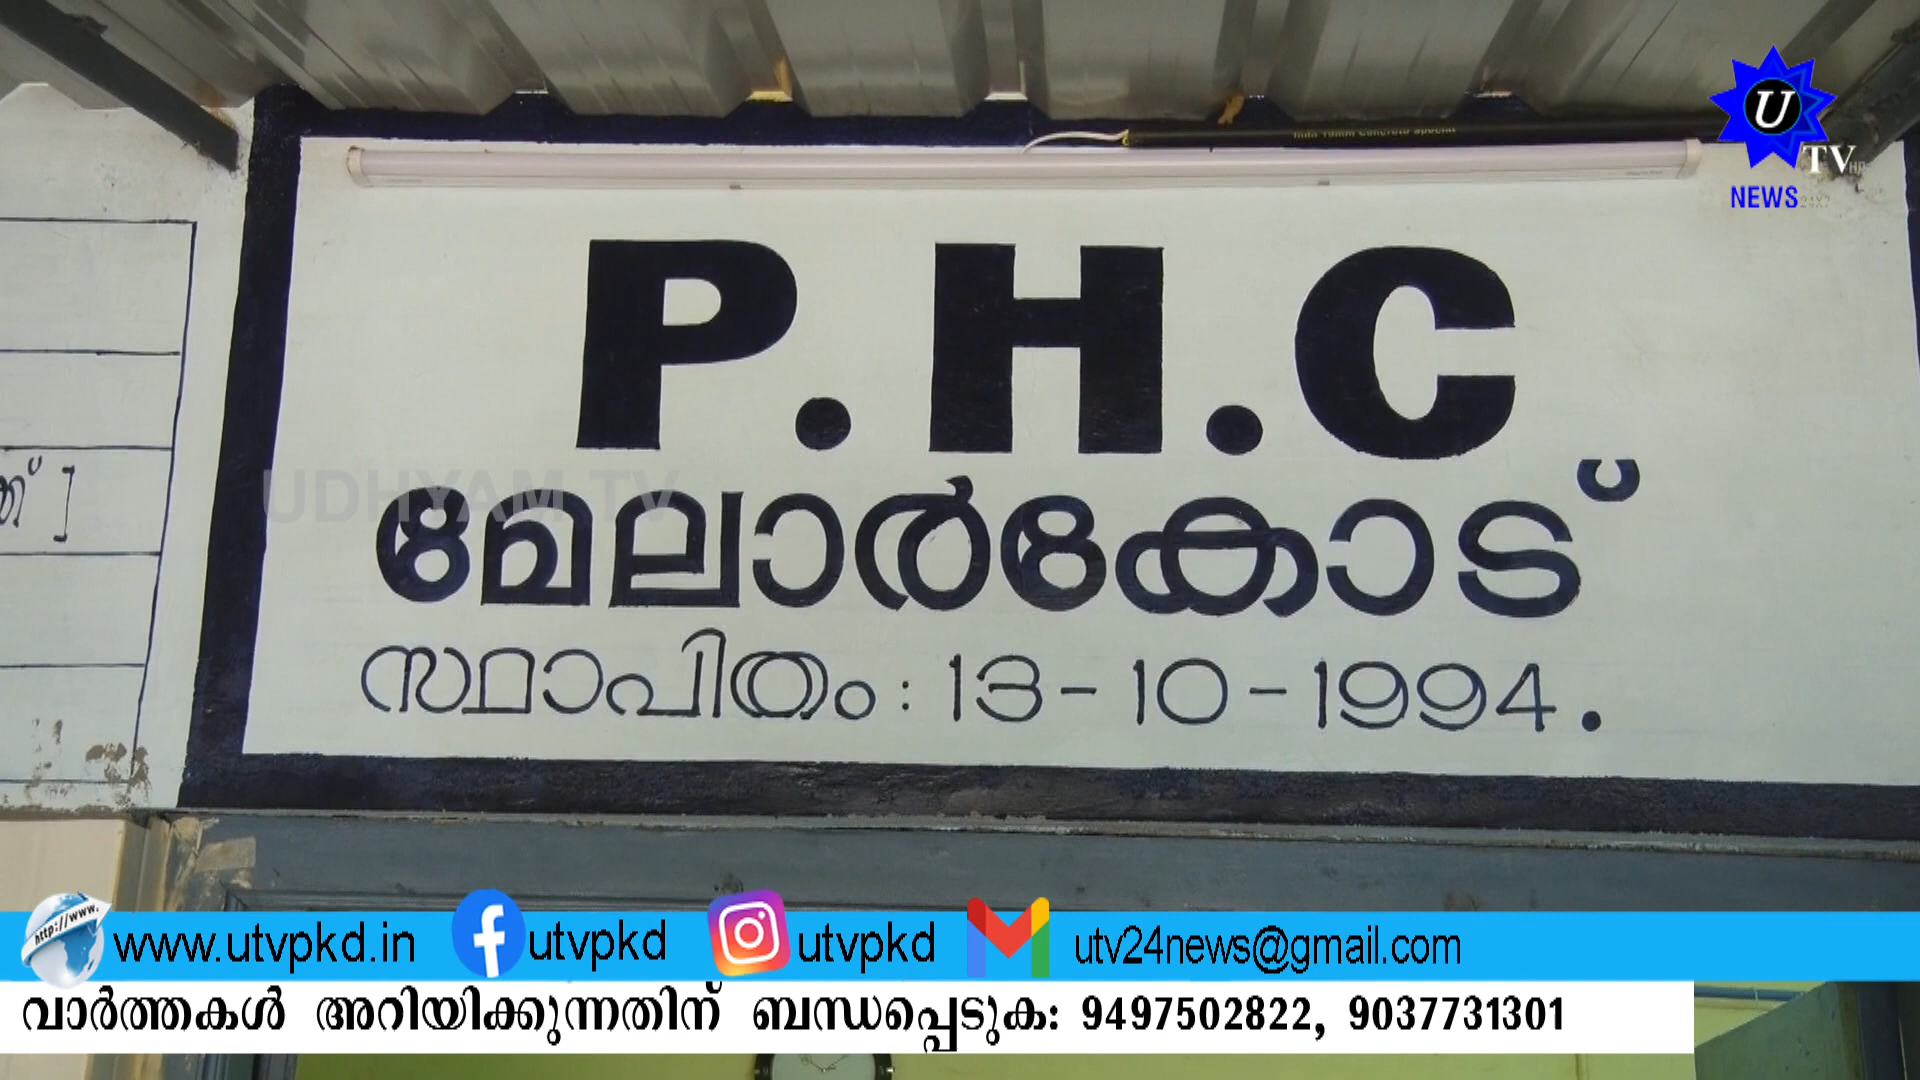 U
TV
NEWS 24X7
P.H.C
UDHYAM TV
മേലാർകോട്
സ്ഥാപിതം : 13-10-1994.
www.utvpkd.in utvpkd utvpkd utv24news@gmail.com
വാർത്തകൾ അറിയിക്കുന്നതിന് ബന്ധപ്പെടുക: 9497502822, 9037731301